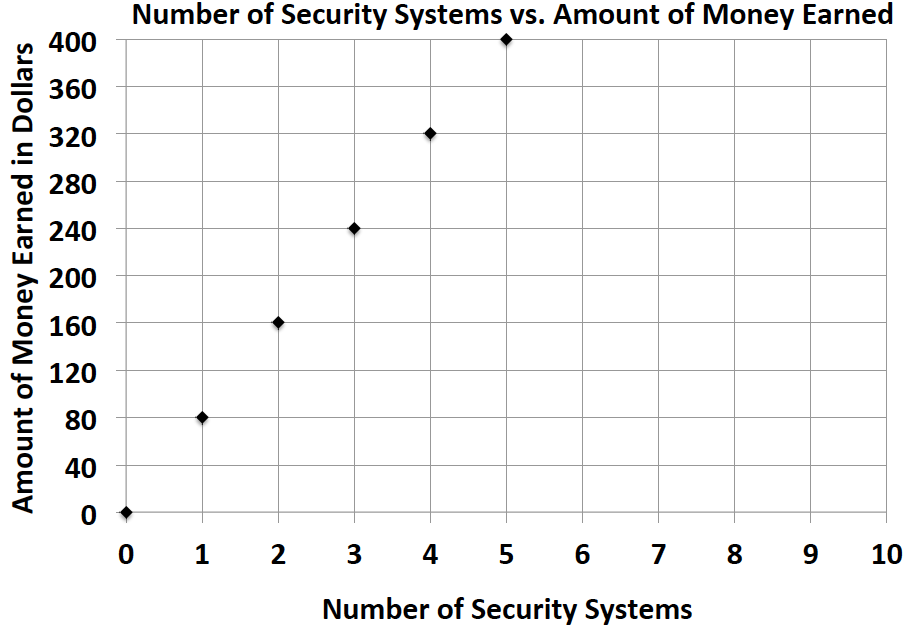 Number of Security Systems vs. Amount of Money Earned
Amount of Money Earned in Dollars
400
360
320
280
240
200
160
120
80
40
0
0 1 2 3 4 5 6 7 8 9 10
Number of Security Systems